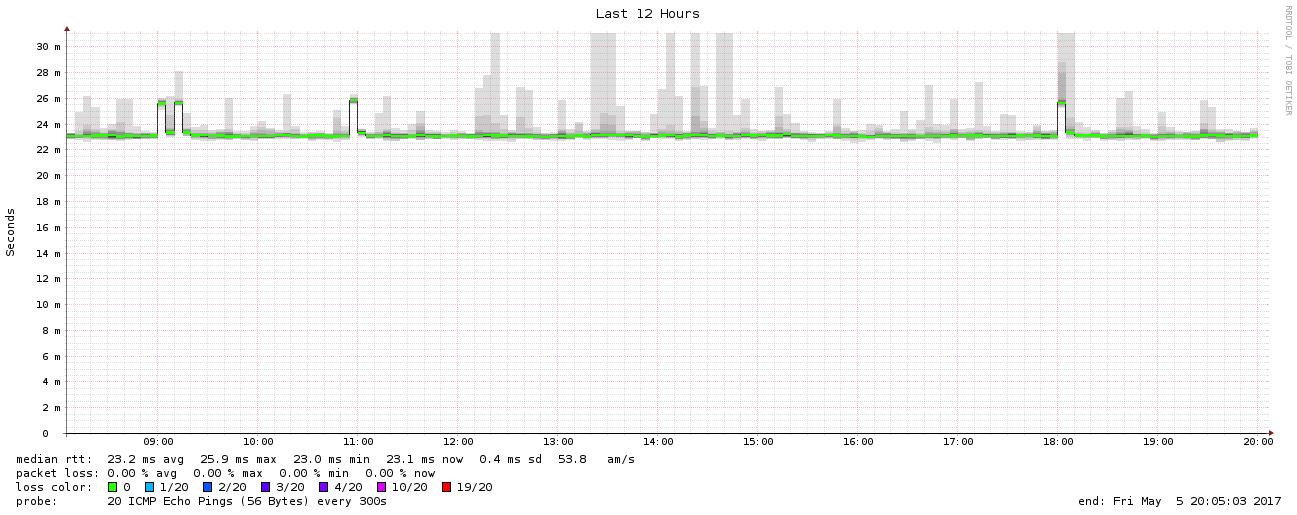 Last 12 Hours
RRDTOOL / TOBI OETIKER
Seconds
30 m
28 m
26 m
24 m
22 m
20 m
18 m
16 m
14 m
12 m
10 m
8 m
6 m
4 m
2 m
0
09:00 10:00 11:00 12:00 13:00 14:00 15:00 16:00 17:00 18:00 19:00 20:00
median rtt: 23.2 ms avg 25.9 ms max 23.0 ms min 23.1 ms now 0.4 ms sd 53.8 am/s
packet loss: 0.00 % avg 0.00 % max 0.00 % min 0.00 % now
loss color: 0 1/20 2/20 3/20 4/20 10/20 19/20
probe: 20 ICMP Echo Pings (56 Bytes) every 300s
end: Fri May 5 20:05:03 2017